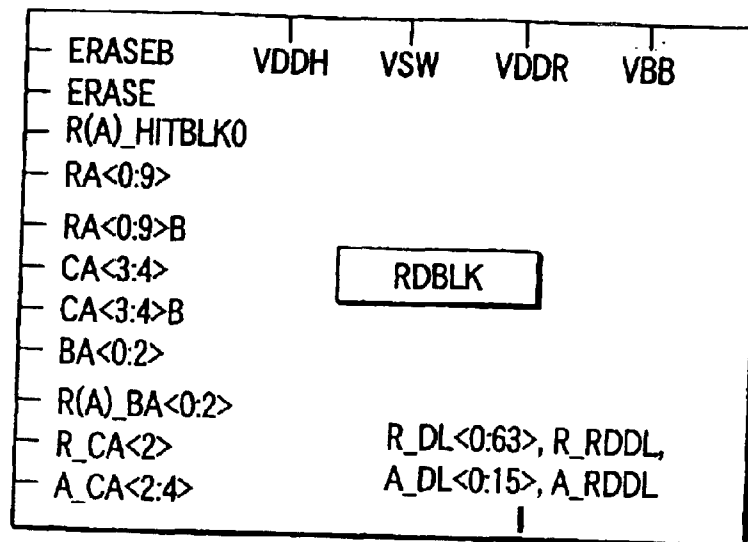 ERASEB
VDDH VSW VDDR VBB
ERASE
R(A)_HITBLK0
RA<0:9>
RA<0:9>B
CA<3:4>
RDBLK
CA<3:4>B
BA<0:2>
R(A)_BA<0:2>
R_CA<2>
R_DL<0:63>, R_RDDL,
A_CA<2:4>
A_DL<0:15>, A_RDDL